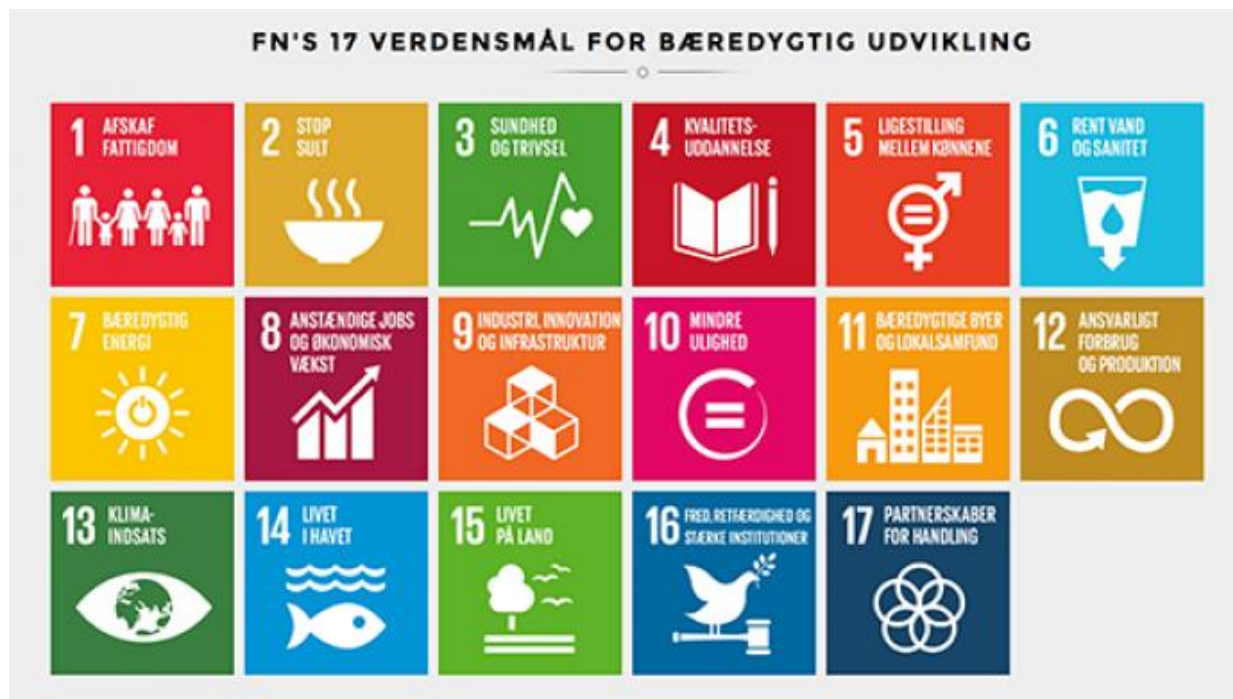 FN'S 17 VERDENSMÅL FOR BÆREDYGTIG UDVIKLING
1 AFSKAF
FATTIGDOM
2 STOP
SULT
3 SUNDHED
OG TRIVSEL
4 KVALITETS-
UDDANNELSE
5 LIGESTILLING
MELLEM KØNNENE
6 RENT VAND
OG SANITET
7 BÆREDYGTIG
ENERGI
8 ANSTÆNDIGE JOBS
OG ØKONOMISK
VÆKST
9 INDUSTRI, INNOVATION
OG INFRASTRUKTUR
10 MINDRE
ULIGHED
11 BÆREDYGTIGE BYER
OG LOKALSAMFUND
12 ANSVARLIGT
FORBRUG
OG PRODUKTION
13 KLIMA-
INDSATS
14 LIVET
I HAVET
15 LIVET
PÅ LAND
16 FRED, RETFÆRDIGHED OG
STÆRKE INSTITUTIONER
17 PARTNERSKABER
FOR HANDLING